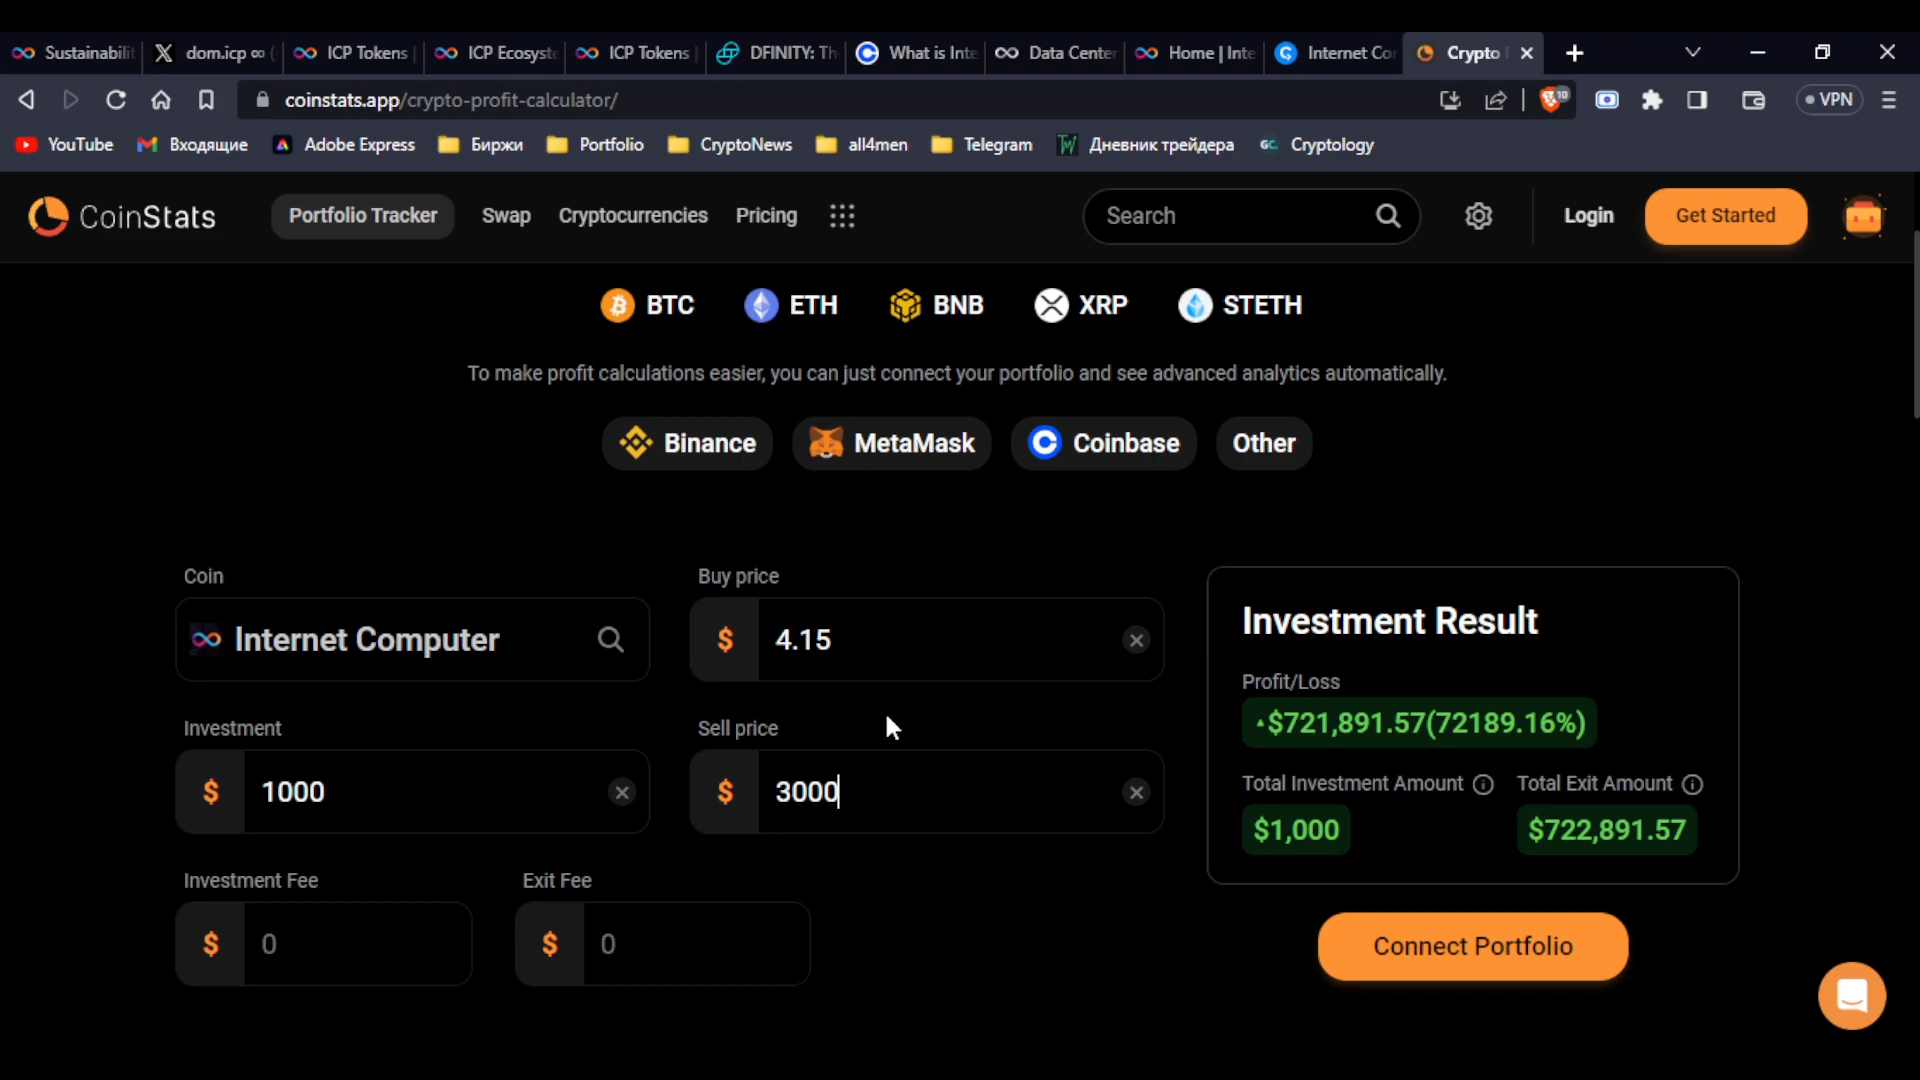 Sustainabilit dom.icp ∞ ( ICP Tokens ICP Ecosyste ICP Tokens DFINITY: Th What is Inte Data Center Home | Inte Internet Co Crypto
coinstats.app/crypto-profit-calculator/ 10 VPN
YouTube Входящие Adobe Express Биржи Portfolio CryptoNews all4men Telegram Дневник трейдера Cryptology
CoinStats Portfolio Tracker Swap Cryptocurrencies Pricing Search Login Get Started
BTC ETH BNB XRP STETH
To make profit calculations easier, you can just connect your portfolio and see advanced analytics automatically.
Binance MetaMask Coinbase Other
Coin Buy price
Internet Computer $ 4.15
Investment Result
Profit/Loss
$721,891.57(72189.16%)
Investment Sell price
$ 1000 $ 3000
Total Investment Amount Total Exit Amount
$1,000 $722,891.57
Investment Fee Exit Fee
$ 0 $ 0
Connect Portfolio